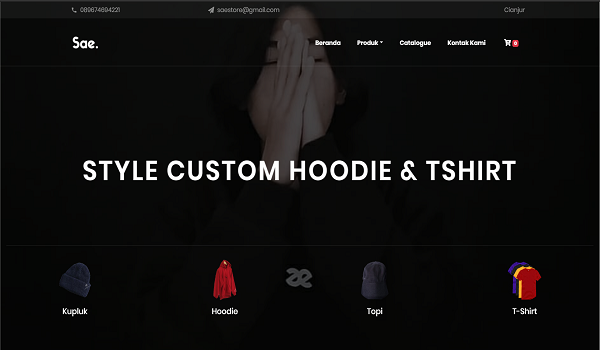 089674694221 saestore@gmail.com Cianjur
Sae. Beranda Produk Catalogue Kontak Kami 0
STYLE CUSTOM HOODIE & TSHIRT
Kupluk Hoodie Topi T-Shirt